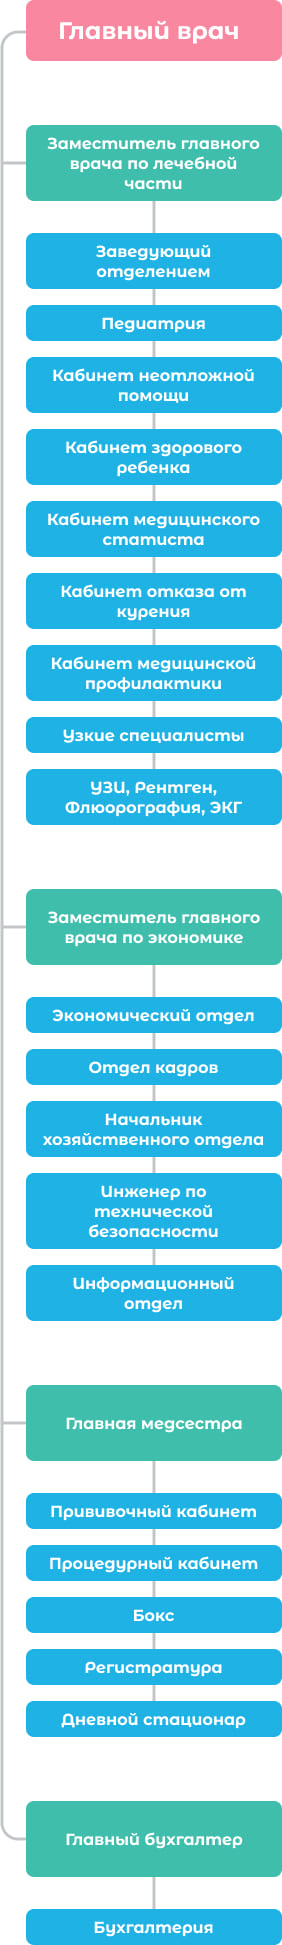 Главный врач
Заместитель главного
врача по лечебной
части
Заведующий
отделением
Педиатрия
Кабинет неотложной
помощи
Кабинет здорового
ребенка
Кабинет медицинского
статиста
Кабинет отказа от
курения
Кабинет медицинской
профилактики
Узкие специалисты
УЗИ, Рентген,
Флюорография, ЭКГ
Заместитель главного
врача по экономике
Экономический отдел
Отдел кадров
Начальник
хозяйственного отдела
Инженер по
технической
безопасности
Информационный
отдел
Главная медсестра
Прививочный кабинет
Процедурный кабинет
Бокс
Регистратура
Дневной стационар
Главный бухгалтер
Бухгалтерия